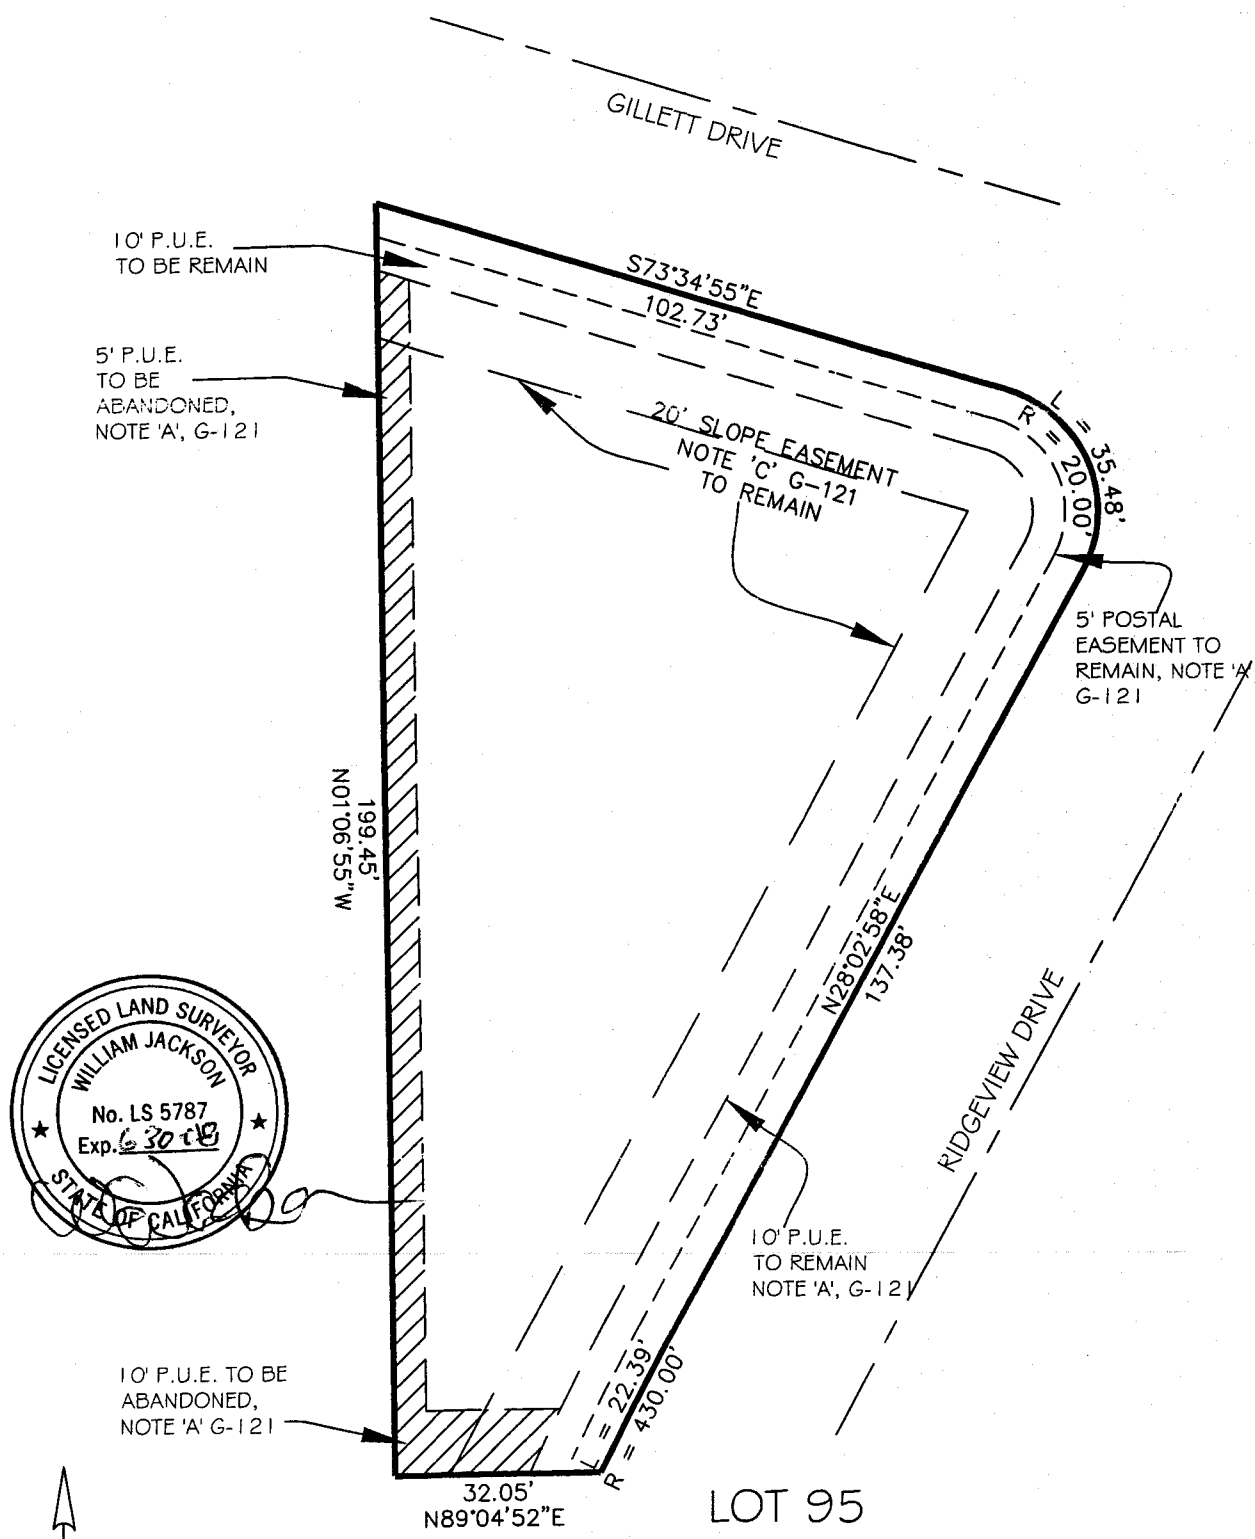 GILLETT DRIVE
10' P.U.E.
TO BE REMAIN
S73°34'55"E
102.73'
5' P.U.E.
TO BE
ABANDONED,
NOTE 'A', G-121
L = 35.48'
R = 20.00'
20' SLOPE EASEMENT
NOTE 'C' G-121
TO REMAIN
5' POSTAL
EASEMENT TO
REMAIN, NOTE 'A'
G-121
199.45'
N01°06'55"W
N28°02'58"E
137.38'
RIDGEVIEW DRIVE
LICENSED LAND SURVEYOR
WILLIAM JACKSON
No. LS 5787
Exp. 6 30
STATE OF CALIFORNIA
10' P.U.E.
TO REMAIN
NOTE 'A', G-121
10' P.U.E. TO BE
ABANDONED,
NOTE 'A' G-121
L = 22.39'
R = 430.00'
32.05'
N89°04'52"E
LOT 95